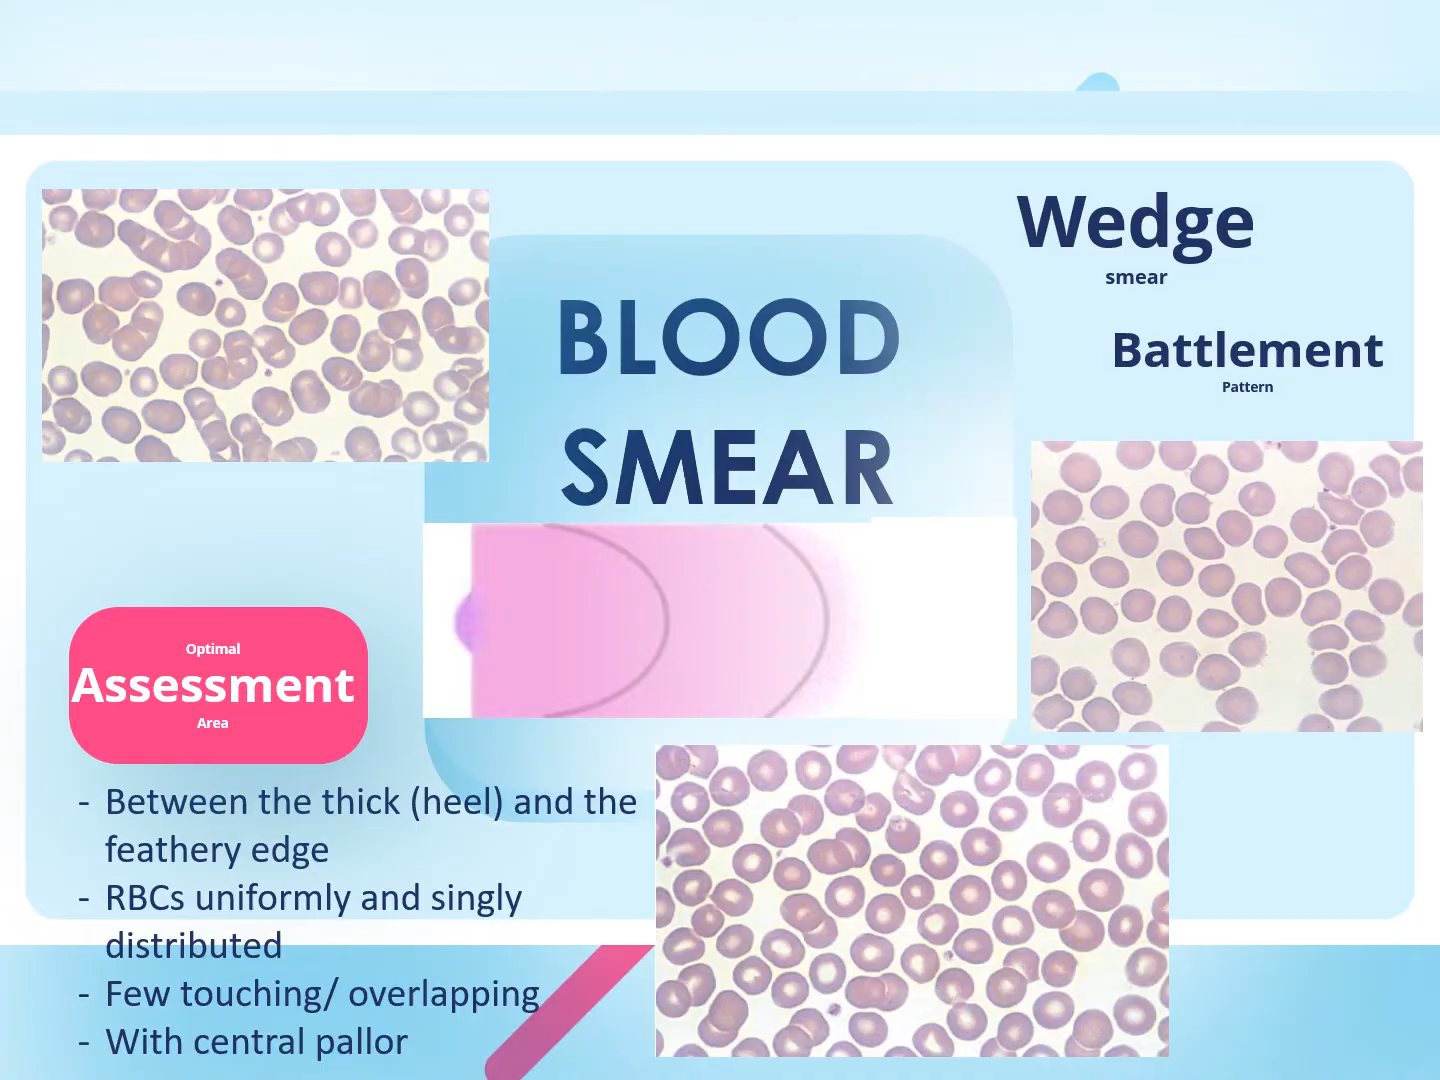 Wedge
smear
Battlement
Pattern
BLOOD
SMEAR
Optimal
Assessment
Area
- Between the thick (heel) and the
feathery edge
- RBCs uniformly and singly
distributed
- Few touching/ overlapping
- With central pallor